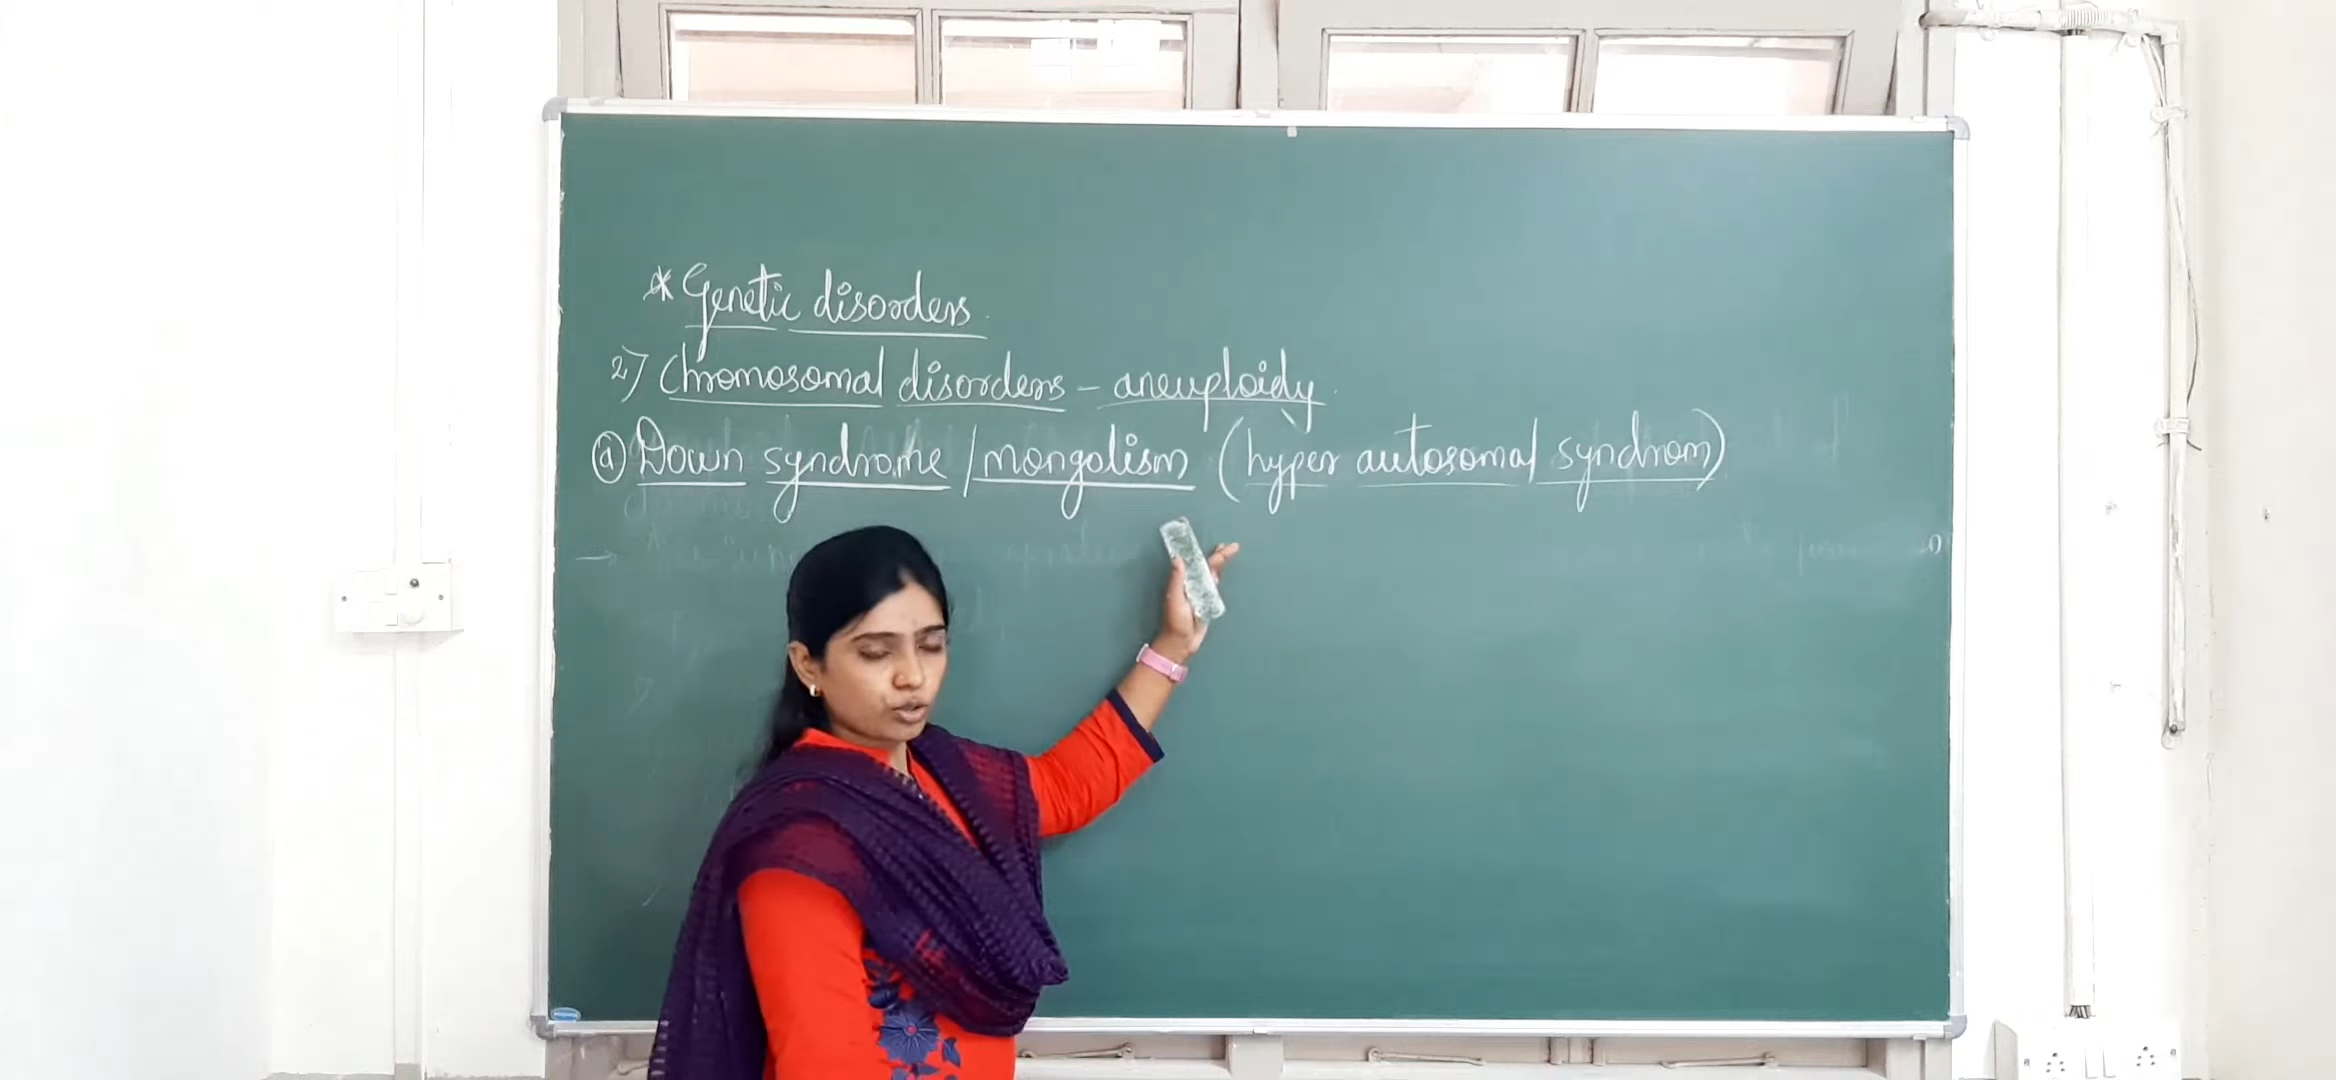 * Genetic disorders.
2) Chromosomal disorders - aneuploidy.
ⓐ Down syndrome / mongolism (hyper autosomal syndrom)
→